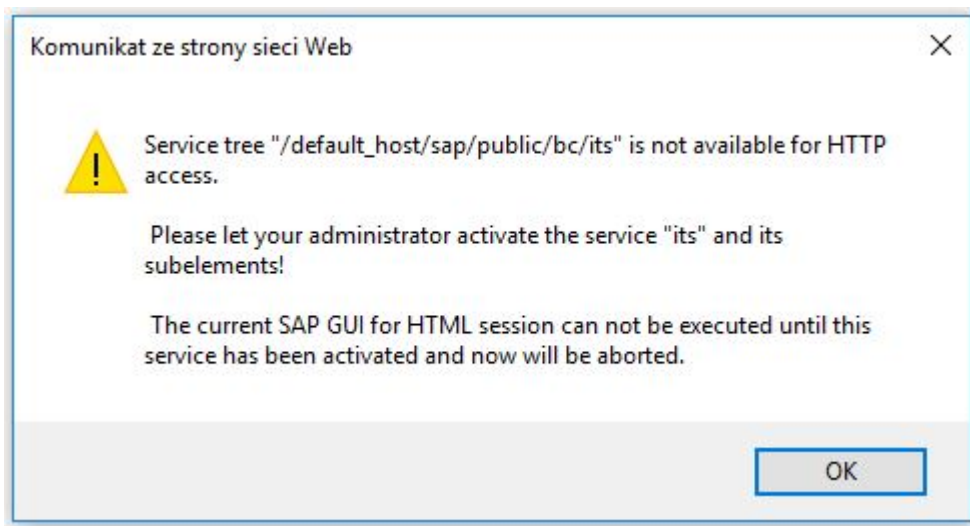 Komunikat ze strony sieci Web
Service tree "/default_host/sap/public/bc/its" is not available for HTTP
access.
Please let your administrator activate the service "its" and its
subelements!
The current SAP GUI for HTML session can not be executed until this
service has been activated and now will be aborted.
OK